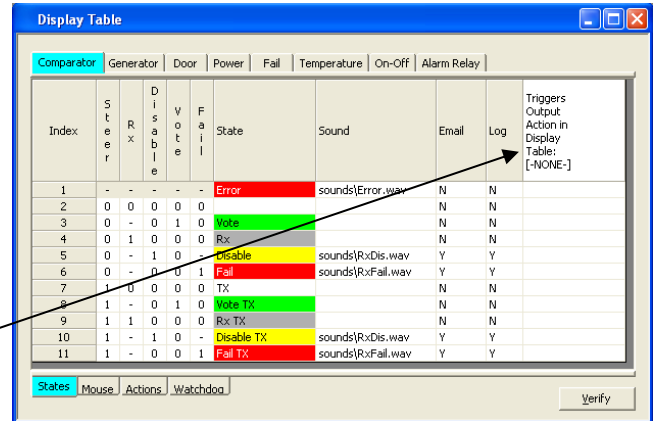 Display Table
Comparator Generator Door Power Fail Temperature On-Off Alarm Relay
Index Steer Rx Disable Vote Fail State Sound Email Log Triggers Output Action in Display Table: [-NONE-]
1 - - - - - Error sounds\Error.wav N N
2 0 0 0 0 0 N N
3 0 - 0 1 0 Vote N N
4 0 1 0 0 0 Rx N N
5 0 - 1 0 - Disable sounds\RxDis.wav Y Y
6 0 - 0 0 1 Fail sounds\RxFail.wav Y Y
7 1 0 0 0 0 TX N N
8 1 - 0 1 0 Vote TX N N
9 1 1 0 0 0 Rx TX N N
10 1 - 1 0 - Disable TX sounds\RxDis.wav Y Y
11 1 - 0 0 1 Fail TX sounds\RxFail.wav Y Y
States Mouse Actions Watchdog
Verify